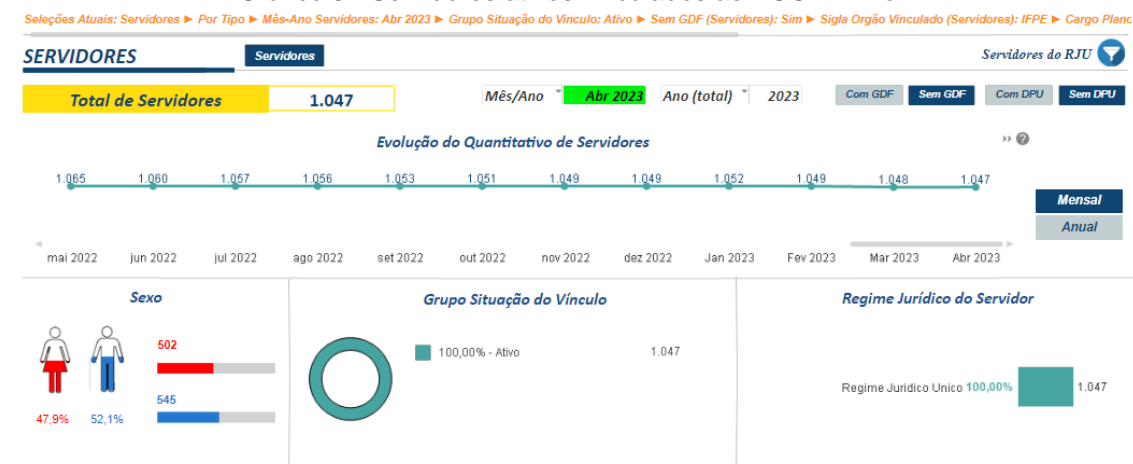 Seleções Atuais: Servidores ► Por Tipo ► Mês-Ano Servidores: Abr 2023 ► Grupo Situação do Vinculo: Ativo ► Sem GDF (Servidores): Sim ► Sigla Orgão Vinculado (Servidores): IFPE ► Cargo Plano
SERVIDORES Servidores Servidores do RJU
Total de Servidores 1.047 Mês/Ano Abr 2023 Ano (total) 2023 Com GDF Sem GDF Com DPU Sem DPU
Evolução do Quantitativo de Servidores
1.065 1.060 1.057 1.056 1.053 1.051 1.049 1.049 1.052 1.049 1.048 1.047
Mensal
Anual
mai 2022 jun 2022 jul 2022 ago 2022 set 2022 out 2022 nov 2022 dez 2022 Jan 2023 Fev 2023 Mar 2023 Abr 2023
Sexo Grupo Situação do Vínculo Regime Jurídico do Servidor
502
100,00% - Ativo 1.047
Regime Juridico Unico 100,00% 1.047
545
47,9% 52,1%